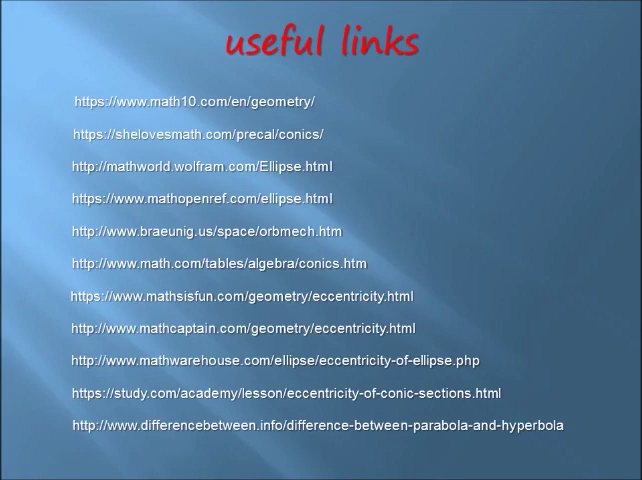 useful links
https://www.math10.com/en/geometry/
https://shelovesmath.com/precal/conics/
http://mathworld.wolfram.com/Ellipse.html
https://www.mathopenref.com/ellipse.html
http://www.braeunig.us/space/orbmech.htm
http://www.math.com/tables/algebra/conics.htm
https://www.mathsisfun.com/geometry/eccentricity.html
http://www.mathcaptain.com/geometry/eccentricity.html
http://www.mathwarehouse.com/ellipse/eccentricity-of-ellipse.php
https://study.com/academy/lesson/eccentricity-of-conic-sections.html
http://www.differencebetween.info/difference-between-parabola-and-hyperbola